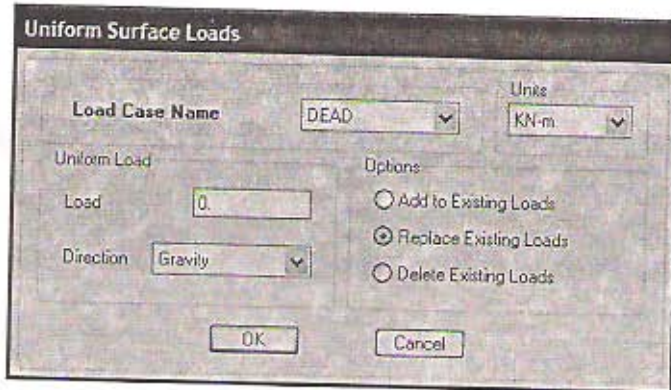 Uniform Surface Loads
Units
Load Case Name DEAD KN-m
Uniform Load
Load 0.
Direction Gravity
Options
Add to Existing Loads
Replace Existing Loads
Delete Existing Loads
OK Cancel